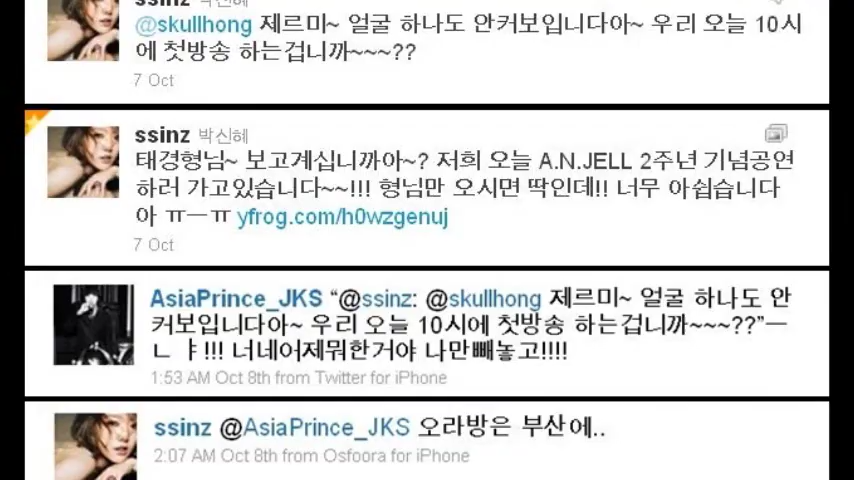 ssinz 박신혜
@skullhong 제르미~ 얼굴 하나도 안커보입니다아~ 우리 오늘 10시
에 첫방송 하는겁니까~~~??
7 Oct
ssinz 박신혜
태경형님~ 보고계십니까아~? 저희 오늘 A.N.JELL 2주년 기념공연
하러 가고있습니다~~!!! 형님만 오시면 딱인데!! 너무 아쉽습니다
아 ㅠㅡㅠ yfrog.com/h0wzgenuj
7 Oct
AsiaPrince_JKS “@ssinz: @skullhong 제르미~ 얼굴 하나도 안
커보입니다아~ 우리 오늘 10시에 첫방송 하는겁니까~~~??”ㅡ
ㄴ ㅑ!!! 너네어제뭐한거야 나만빼놓고!!!!
1:53 AM Oct 8th from Twitter for iPhone
ssinz @AsiaPrince_JKS 오라방은 부산에..
2:07 AM Oct 8th from Osfoora for iPhone